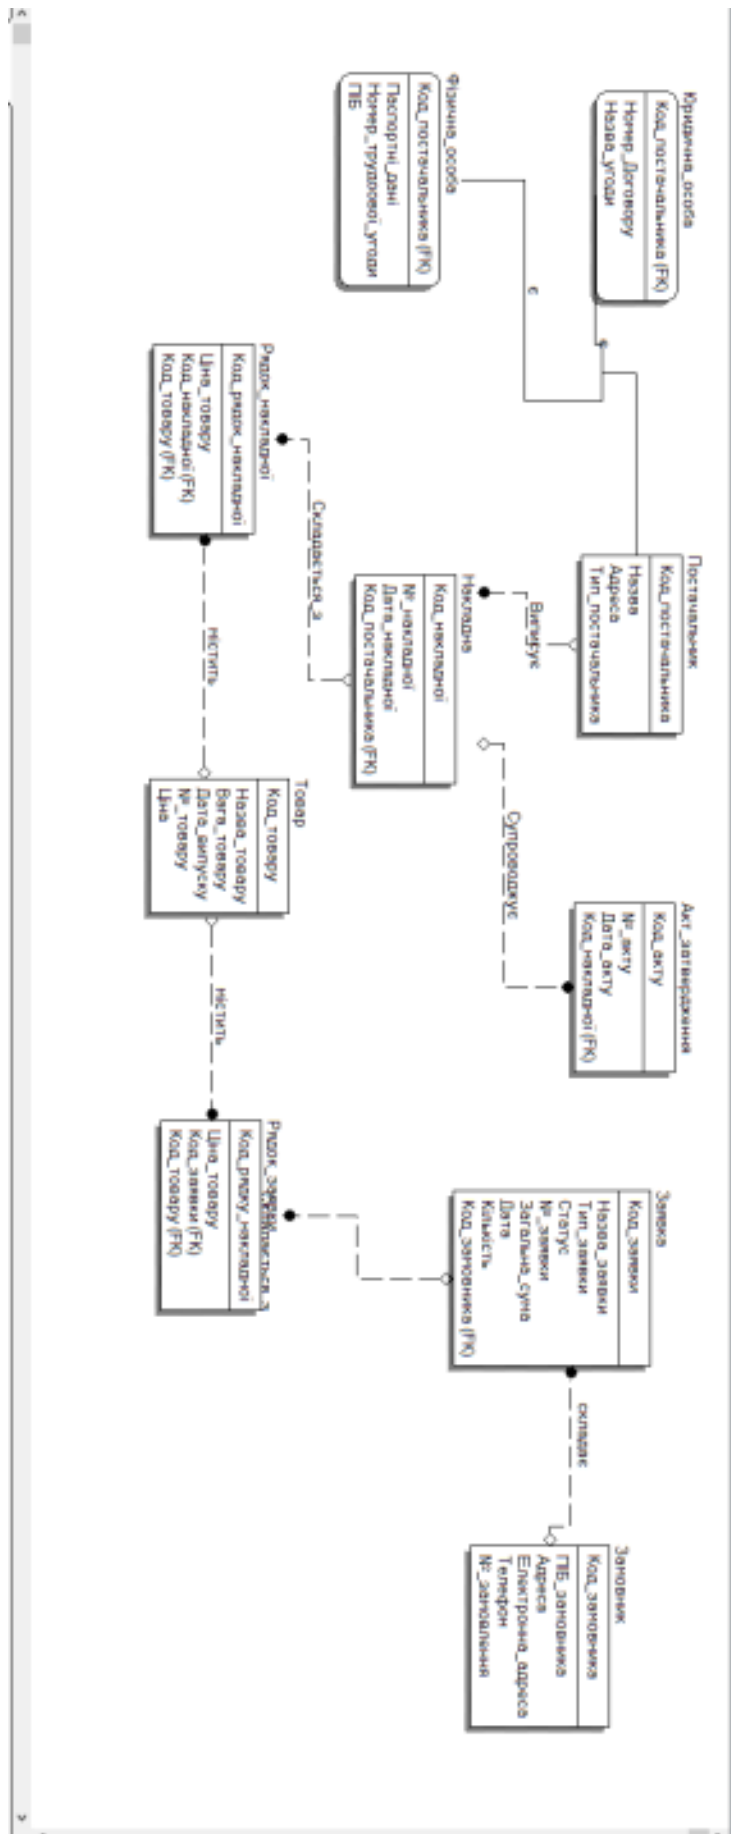 Юридична_особа
Код_постачальника (FK)
Номер_Договору
Назва_угоди
Фізична_особа
Код_постачальника (FK)
Паспортні_дані
Номер_трудової_угоди
ПІБ
є
є
Постачальник
Код_постачальника
Назва
Адреса
Тип_постачальника
Виписує
Накладна
Код_накладної
№_накладної
Дата_накладної
Код_постачальника (FK)
Складається_з
Рядок_накладної
Код_рядок_накладної
Ціна_товару
Код_накладної (FK)
Код_товару (FK)
містить
Товар
Код_товару
Назва_товару
Вага_товару
Дата_випуску
№_товару
Ціна
Супроводжує
Акт_затвердження
Код_акту
№_акту
Дата_акту
Код_накладної (FK)
містить
Рядок_заявки
Код_рядку_накладної
Ціна_товару
Код_заявки (FK)
Код_товару (FK)
Заявка
Код_заявки
Назва_заявки
Тип_заявки
Статус
№_заявки
Загальна_сума
Дата
Кількість
Код_замовника (FK)
складає
Замовник
Код_замовника
ПІБ_замовника
Адреса
Електронна_адреса
Телефон
№_замовлення